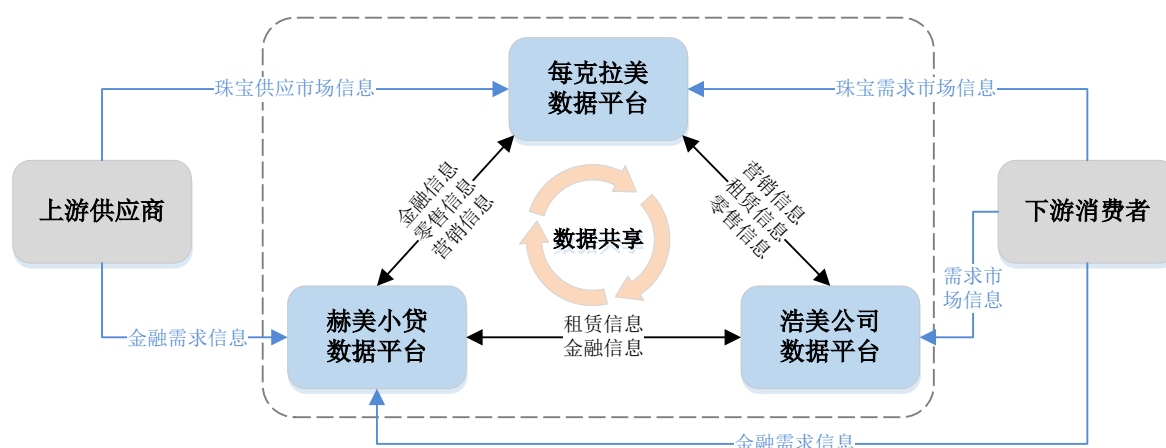 每克拉美
数据平台
珠宝供应市场信息
珠宝需求市场信息
上游供应商
金融信息
零售信息
营销信息
营销信息
租赁信息
零售信息
数据共享
下游消费者
需求市
场信息
金融需求信息
赫美小贷
数据平台
租赁信息
金融信息
浩美公司
数据平台
金融需求信息